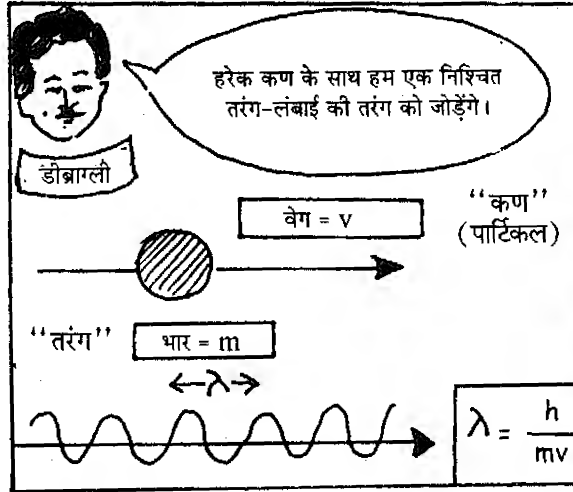 हरेक कण के साथ हम एक निश्चित
तरंग-लंबाई की तरंग को जोड़ेंगे।
डीब्राग्ली
वेग = v
“कण”
(पार्टिकल)
“तरंग”
भार = m
←λ→
λ = h/mv